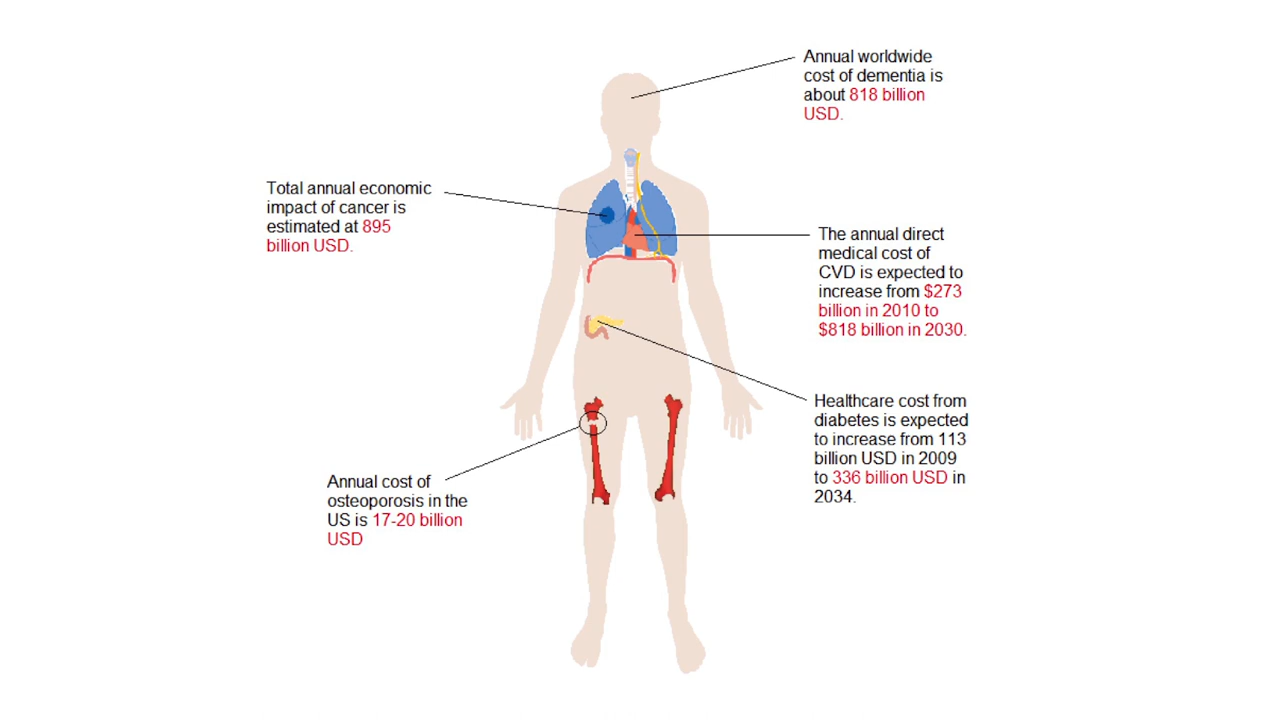 Annual worldwide
cost of dementia is
about 818 billion
USD.
Total annual economic
impact of cancer is
estimated at 895
billion USD.
The annual direct
medical cost of
CVD is expected to
increase from $273
billion in 2010 to
$818 billion in 2030.
Healthcare cost from
diabetes is expected
to increase from 113
billion USD in 2009
to 336 billion USD in
2034.
Annual cost of
osteoporosis in the
US is 17-20 billion
USD